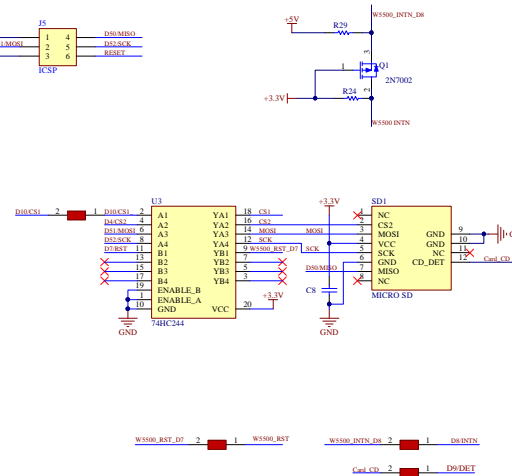 W5500_INTN_D8
+5V
R29
3
Q1
1
2N7002
2
R24
+3.3V
W5500 INTN
J5
1 4 D50/MISO
1/MOSI 2 5 D52/SCK
3 6 RESET
ICSP
U3
D10/CS1 2 1 D10/CS1 2 A1 YA1 18 CS1
D4/CS2 4 A2 YA2 16 CS2
D51/MOSI 6 A3 YA3 14 MOSI
D52/SCK 8 A4 YA4 12 SCK
D7/RST 11 B1 YB1 9 W5500_RST_D7
13 B2 YB2 7
15 B3 YB3 5
17 B4 YB4 3
19 ENABLE_B
1 ENABLE_A
10 GND VCC 20
+3.3V
74HC244
GND
+3.3V
SD1
1 NC
2 CS2
MOSI 3 MOSI GND 9
4 VCC GND 10
SCK 5 SCK NC 11
6 GND CD_DET 12 Card_CD
D50/MISO 7 MISO
8 NC
MICRO SD
C8
GND
W5500_RST_D7 2 1 W5500_RST
W5500_INTN_D8 2 1 D8/INTN
Card_CD 2 1 D9/DET